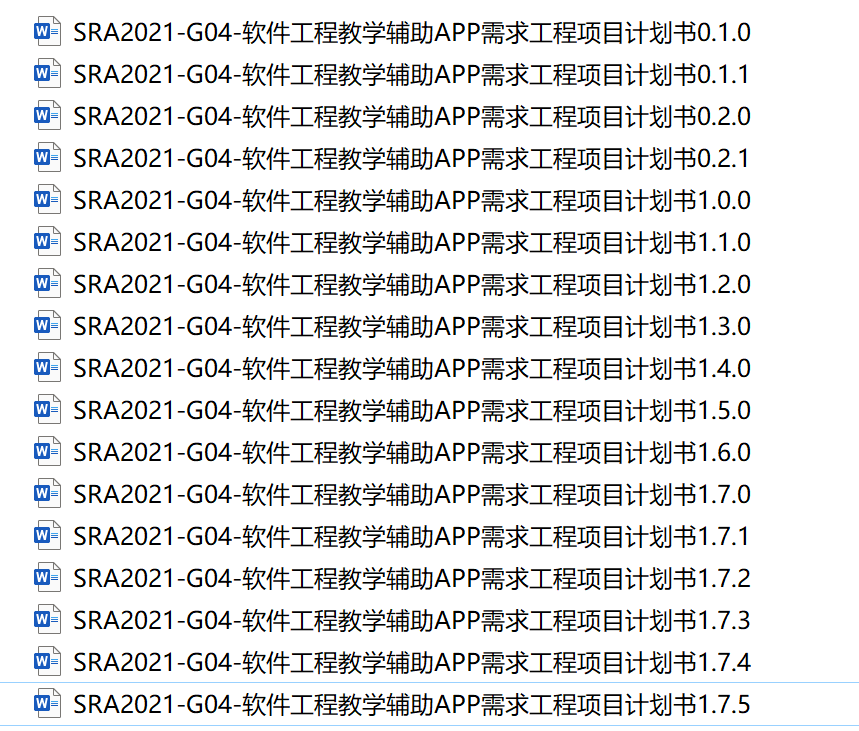 SRA2021-G04-软件工程教学辅助APP需求工程项目计划书0.1.0
SRA2021-G04-软件工程教学辅助APP需求工程项目计划书0.1.1
SRA2021-G04-软件工程教学辅助APP需求工程项目计划书0.2.0
SRA2021-G04-软件工程教学辅助APP需求工程项目计划书0.2.1
SRA2021-G04-软件工程教学辅助APP需求工程项目计划书1.0.0
SRA2021-G04-软件工程教学辅助APP需求工程项目计划书1.1.0
SRA2021-G04-软件工程教学辅助APP需求工程项目计划书1.2.0
SRA2021-G04-软件工程教学辅助APP需求工程项目计划书1.3.0
SRA2021-G04-软件工程教学辅助APP需求工程项目计划书1.4.0
SRA2021-G04-软件工程教学辅助APP需求工程项目计划书1.5.0
SRA2021-G04-软件工程教学辅助APP需求工程项目计划书1.6.0
SRA2021-G04-软件工程教学辅助APP需求工程项目计划书1.7.0
SRA2021-G04-软件工程教学辅助APP需求工程项目计划书1.7.1
SRA2021-G04-软件工程教学辅助APP需求工程项目计划书1.7.2
SRA2021-G04-软件工程教学辅助APP需求工程项目计划书1.7.3
SRA2021-G04-软件工程教学辅助APP需求工程项目计划书1.7.4
SRA2021-G04-软件工程教学辅助APP需求工程项目计划书1.7.5